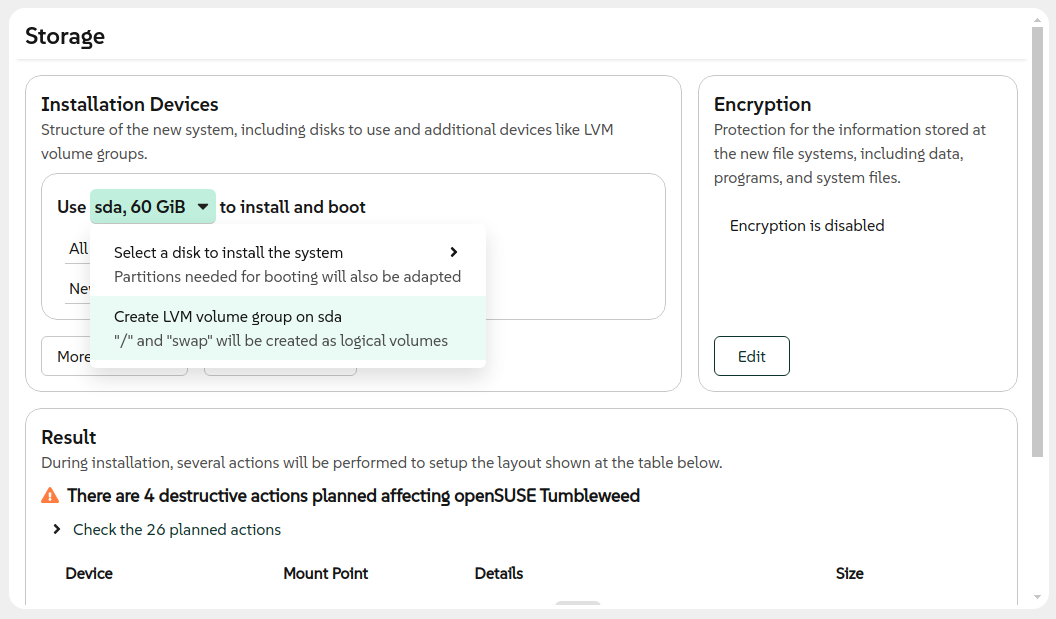 Storage
Installation Devices
Structure of the new system, including disks to use and additional devices like LVM
volume groups.
Use sda, 60 GiB to install and boot
All
Select a disk to install the system
Partitions needed for booting will also be adapted
Create LVM volume group on sda
"/" and "swap" will be created as logical volumes
More
Encryption
Protection for the information stored at
the new file systems, including data,
programs, and system files.
Encryption is disabled
Edit
Result
During installation, several actions will be performed to setup the layout shown at the table below.
There are 4 destructive actions planned affecting openSUSE Tumbleweed
Check the 26 planned actions
Device Mount Point Details Size